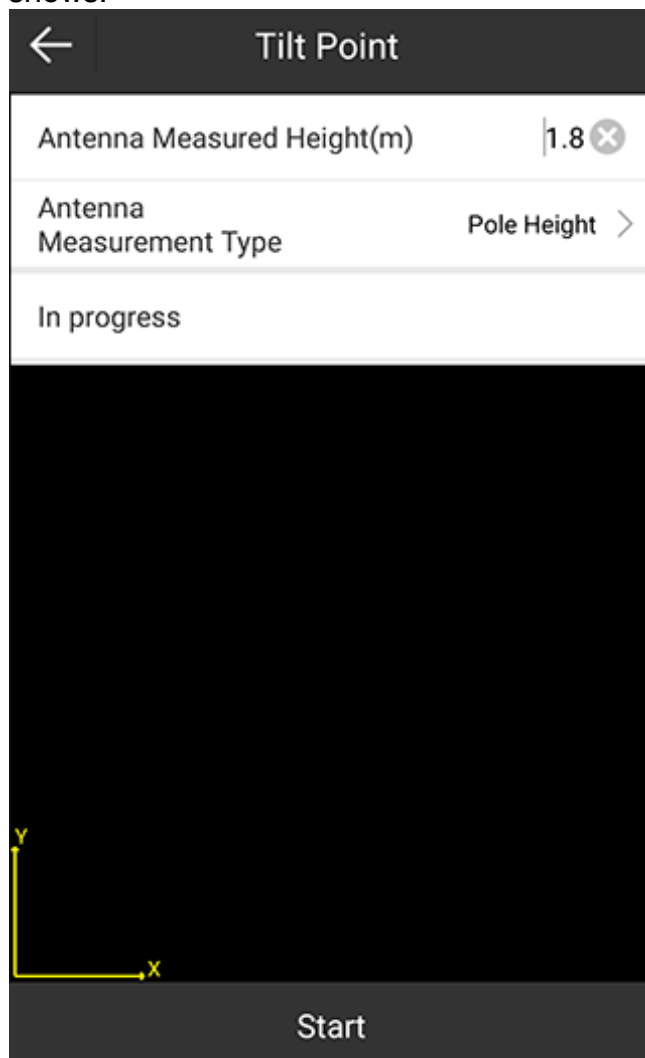 Tilt Point
Antenna Measured Height(m) 1.8
Antenna
Measurement Type
Pole Height
In progress
Y
X
Start